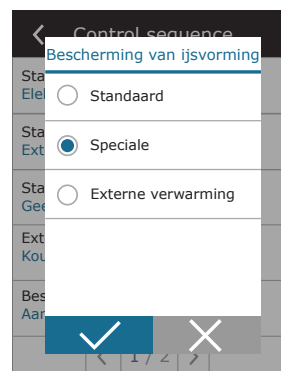 Control sequence
Bescherming van ijsvorming
Sta
Ele
Standaard
Sta
Ext
Speciale
Sta
Gee
Externe verwarming
Ext
Kou
Bes
Aan
1 / 2